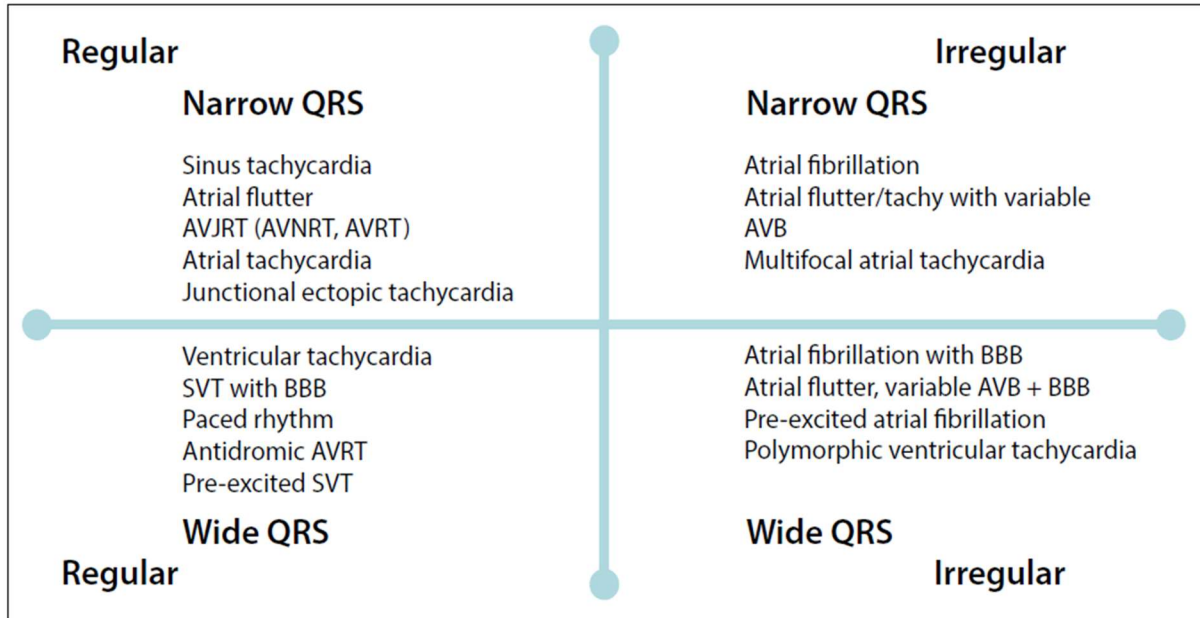 Regular
Irregular
Narrow QRS
Narrow QRS
Sinus tachycardia
Atrial flutter
AVJRT (AVNRT, AVRT)
Atrial tachycardia
Junctional ectopic tachycardia
Atrial fibrillation
Atrial flutter/tachy with variable
AVB
Multifocal atrial tachycardia
Ventricular tachycardia
SVT with BBB
Paced rhythm
Antidromic AVRT
Pre-excited SVT
Atrial fibrillation with BBB
Atrial flutter, variable AVB + BBB
Pre-excited atrial fibrillation
Polymorphic ventricular tachycardia
Wide QRS
Wide QRS
Regular
Irregular